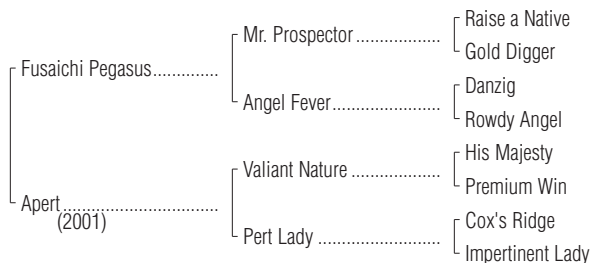 Raise a Native
Mr. Prospector ...................
Gold Digger
Fusaichi Pegasus..............
Danzig
Angel Fever........................
Rowdy Angel
His Majesty
Valiant Nature ....................
Premium Win
Apert..................................
(2001)
Cox's Ridge
Pert Lady ...........................
Impertinent Lady